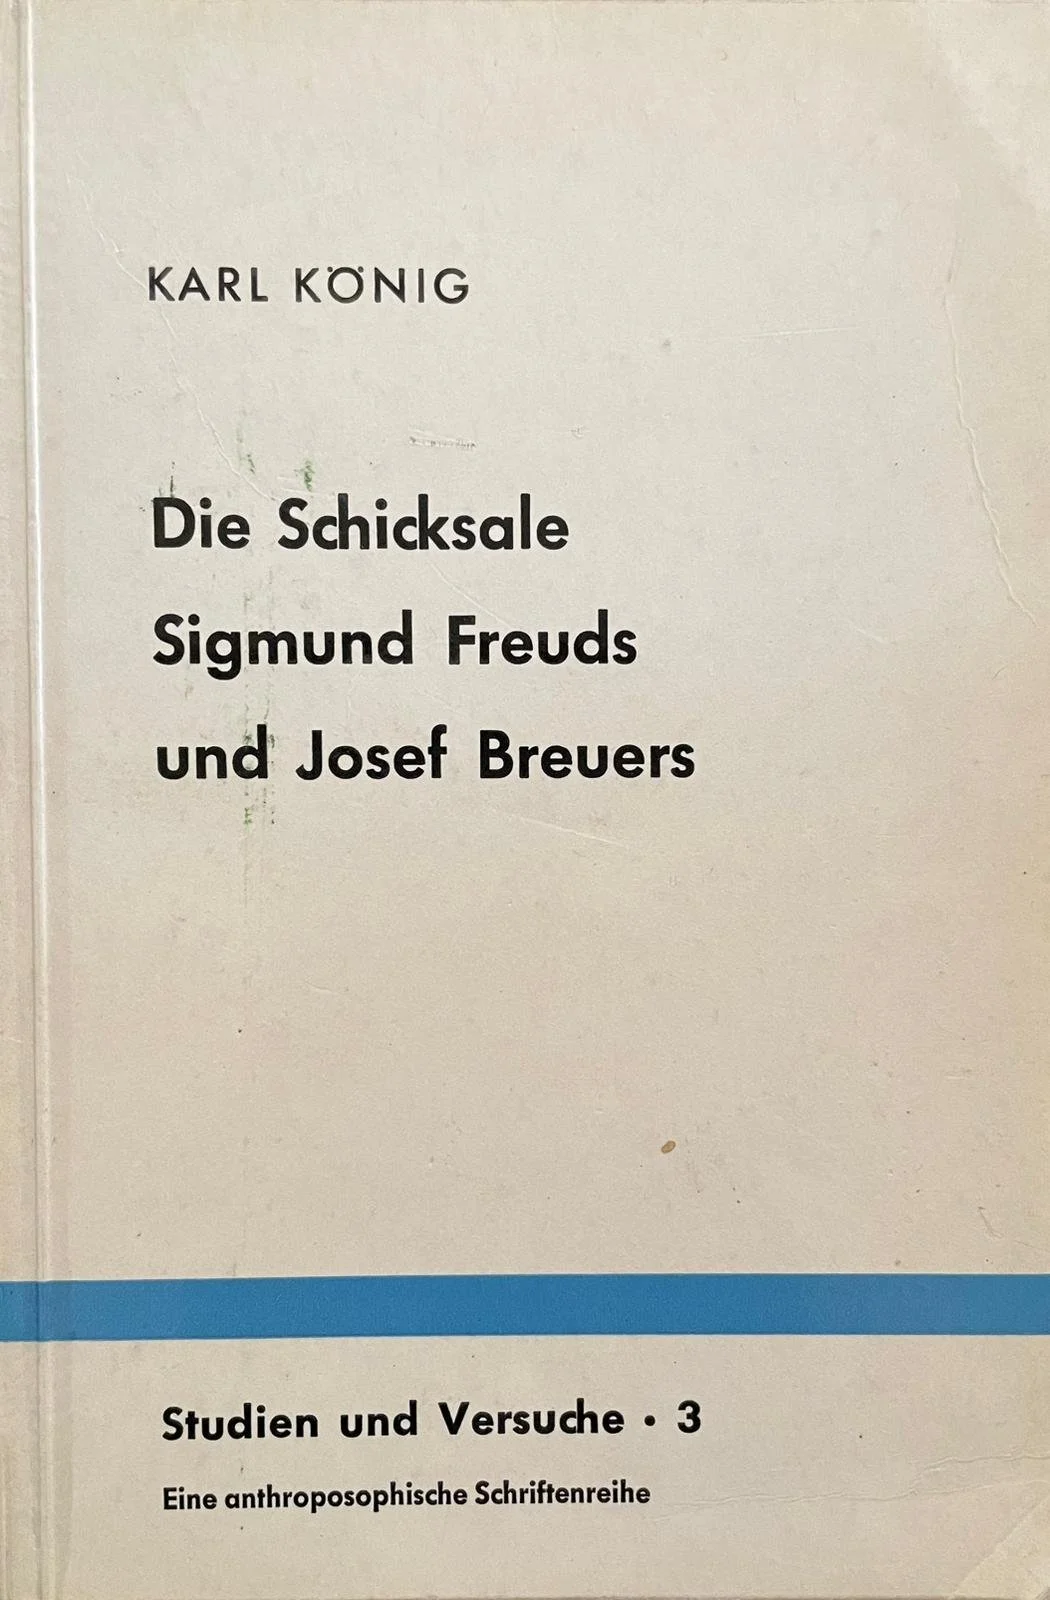 KARL KÖNIG
Die Schicksale
Sigmund Freuds
und Josef Breuers
Studien und Versuche · 3
Eine anthroposophische Schriftenreihe